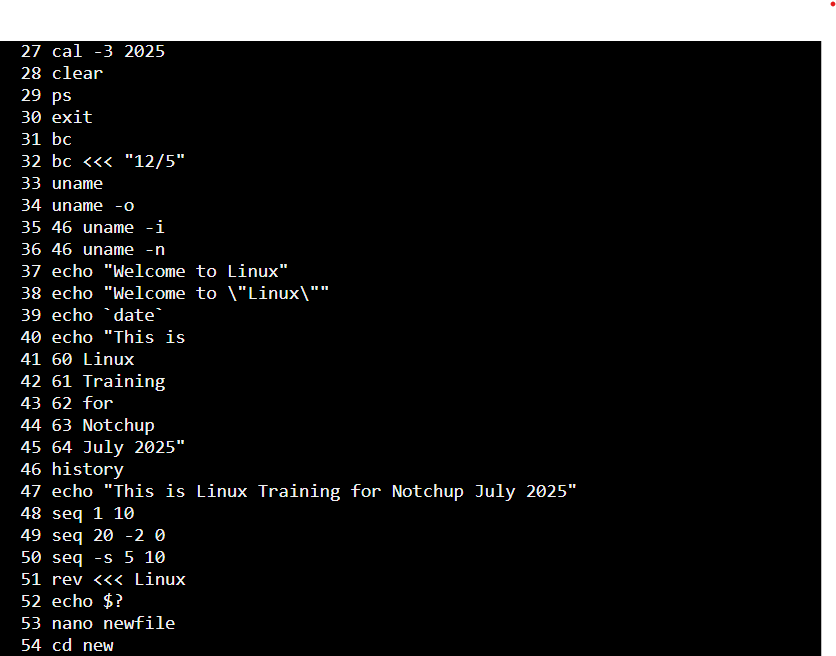 27 cal -3 2025
28 clear
29 ps
30 exit
31 bc
32 bc <<< "12/5"
33 uname
34 uname -o
35 46 uname -i
36 46 uname -n
37 echo "Welcome to Linux"
38 echo "Welcome to \"Linux\""
39 echo `date`
40 echo "This is
41 60 Linux
42 61 Training
43 62 for
44 63 Notchup
45 64 July 2025"
46 history
47 echo "This is Linux Training for Notchup July 2025"
48 seq 1 10
49 seq 20 -2 0
50 seq -s 5 10
51 rev <<< Linux
52 echo $?
53 nano newfile
54 cd new